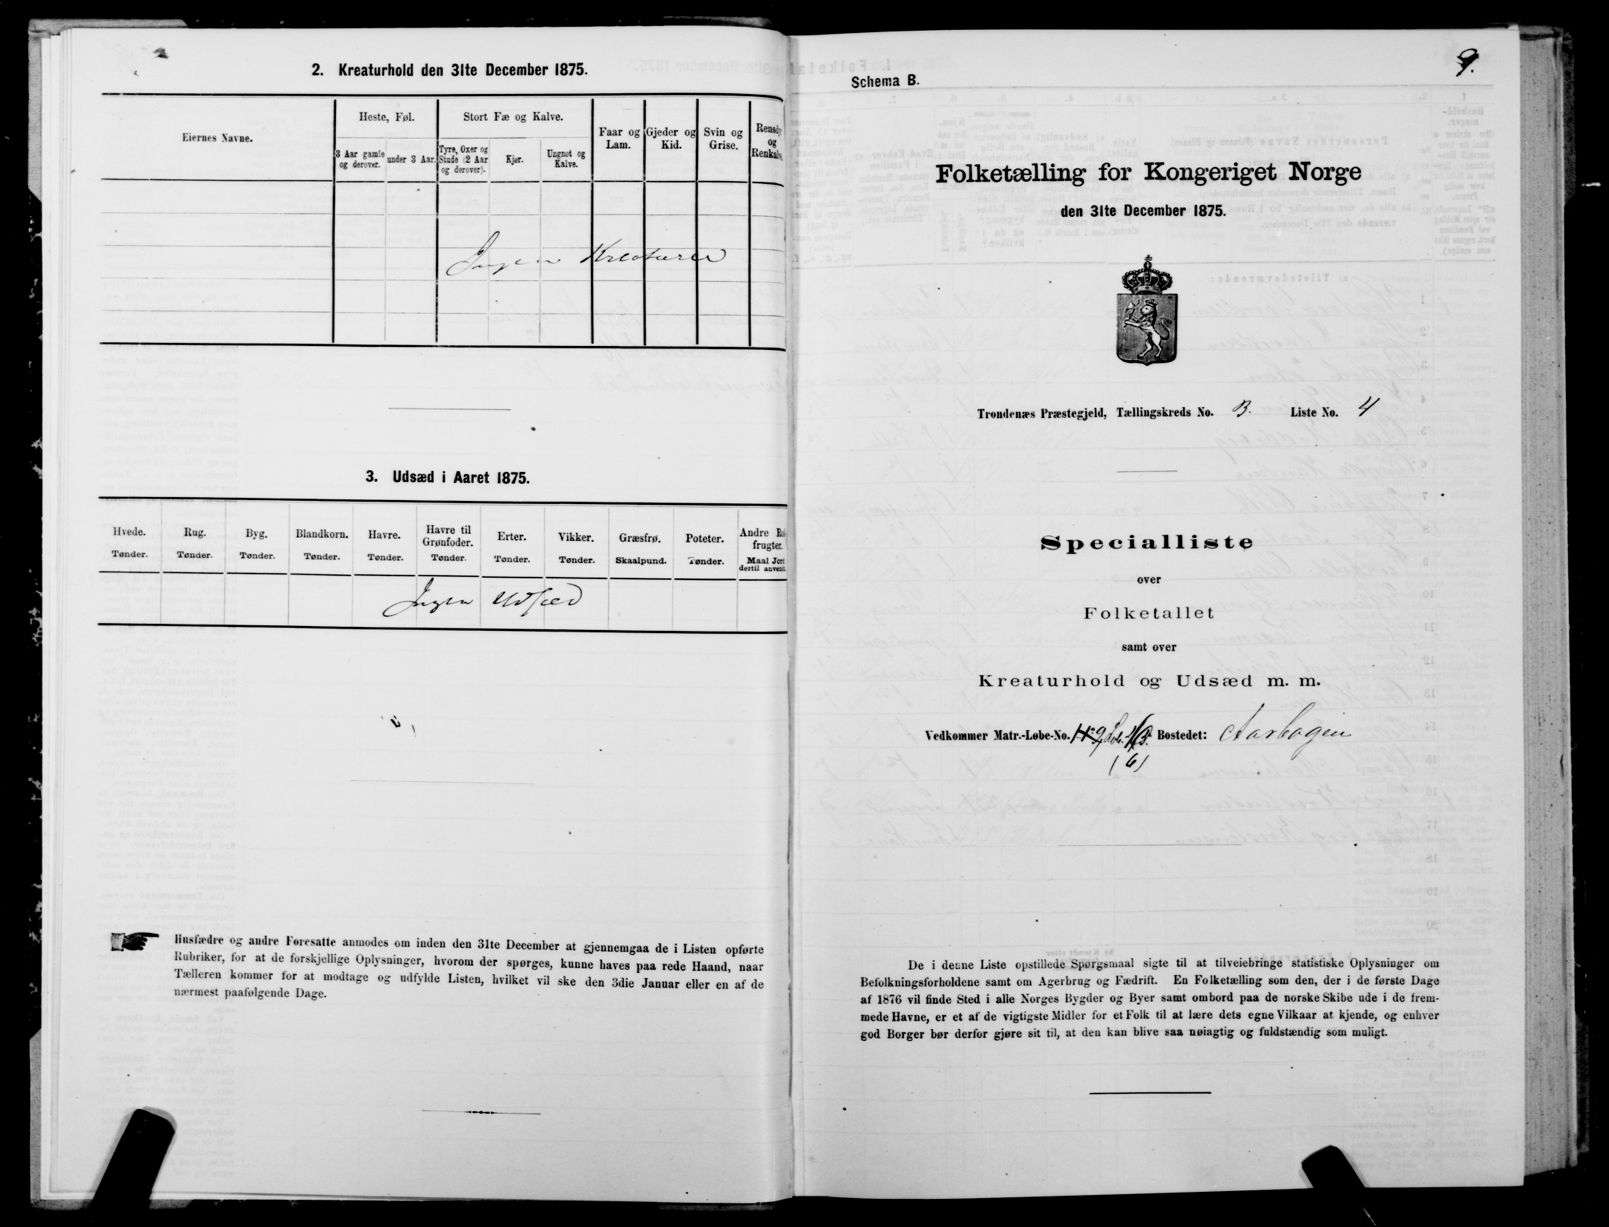 2. Kreaturhold den 31te December 1875.
Eiernes Navne.
Heste, Føl.
3 Aar gamle og derover.
under 3 Aar.
Stort Fæ og Kalve.
Tyre, Oxer og Stude (2 Aar og derover).
Kjør.
Ungnot og Kalve.
Faar og Lam.
Gjeder og Kid.
Svin og Grise.
og
Ingen Kreaturer
3. Udsæd i Aaret 1875.
Hvede. Rug. Byg. Blandkorn. Havre. Havre til Grønfoder. Erter. Vikker. Græsfrø. Poteter. Andre
frugter.
Tønder. Tønder. Tønder. Tønder. Tønder. Tønder. Tønder. Tønder. Skaalpund. Tønder. Maal Jord
dertil anvendt.
Ingen Udsæd
Husfædre og andre Foresatte anmodes om inden den 31te December at gjennemgaa de i Listen opførte
Rubriker, for at de forskjellige Oplysninger, hvorom der spørges, kunne haves paa rede Haand, naar
Tælleren kommer for at modtage og udfylde Listen, hvilket vil ske den 3die Januar eller en af de
nærmest paafølgende Dage.
Schema B.
9.
Folketælling for Kongeriget Norge
den 31te December 1875.
Trondenæs Præstegjeld, Tællingskreds No. B. Liste No. 4
Specialliste
over
Folketallet
samt over
Kreaturhold og Udsæd m. m.
Vedkommer Matr.-Løbe-No. Bostedet: Aarbogen
De i denne Liste opstillede Spørgsmaal sigte til at tilveiebringe statistiske Oplysninger om
Befolkningsforholdene samt om Agerbrug og Fædrift. En Folketælling som den, der i de første Dage
af 1876 vil finde Sted i alle Norges Bygder og Byer samt ombord paa de norske Skibe ude i de frem-
mede Havne, er et af de vigtigste Midler for et Folk til at lære dets egne Vilkaar at kjende, og enhver
god Borger bør derfor gjøre sit til, at den kan blive saa nøiagtig og fuldstændig som muligt.